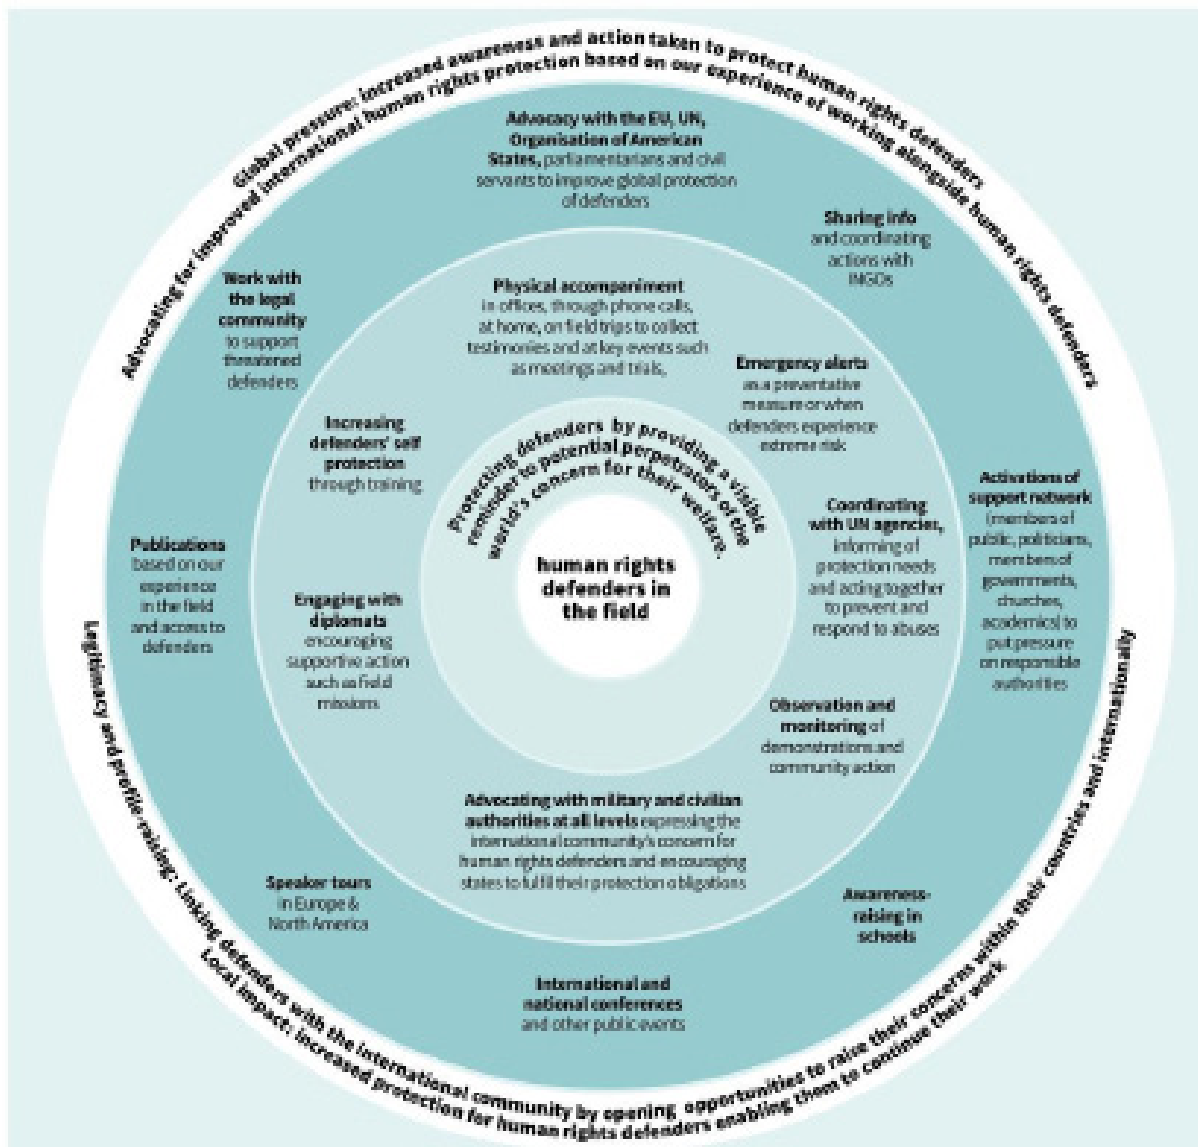 Global pressure: increased awareness and action taken to protect human rights defenders
Advocating for improved international human rights protection based on our experience of working alongside human rights defenders
Advocacy with the EU, UN,
Organisation of American
States, parliamentarians and civil
servants to improve global protection
of defenders
Sharing info
and coordinating
actions with
INGOs
Work with
the legal
community
to support
threatened
defenders
Physical accompaniment
in offices, through phone calls,
at home, on field trips to collect
testimonies and at key events such
as meetings and trials,
Emergency alerts
as a preventative
measure or when
defenders experience
extreme risk
Increasing
defenders' self
protection
through training
Protecting defenders by providing a visible
reminder to potential perpetrators of the
world's concern for their welfare.
human rights
defenders in
the field
Activations of
support network
(members of
public, politicians,
members of
governments,
churches,
academics) to
put pressure
on responsible
authorities
Coordinating
with UN agencies,
informing of
protection needs
and acting together
to prevent and
respond to abuses
Publications
based on our
experience
in the field
and access to
defenders
Engaging with
diplomats
encouraging
supportive action
such as field
missions
Observation and
monitoring of
demonstrations and
community action
Advocating with military and civilian
authorities at all levels expressing the
international community's concern for
human rights defenders and encouraging
states to fulfil their protection obligations
Speaker tours
in Europe &
North America
Awareness-
raising in
schools
International and
national conferences
and other public events
Legitimacy and profile-raising: Linking defenders with the international community by opening opportunities to raise their concerns within their countries and internationally
Local impact: increased protection for human rights defenders enabling them to continue their work